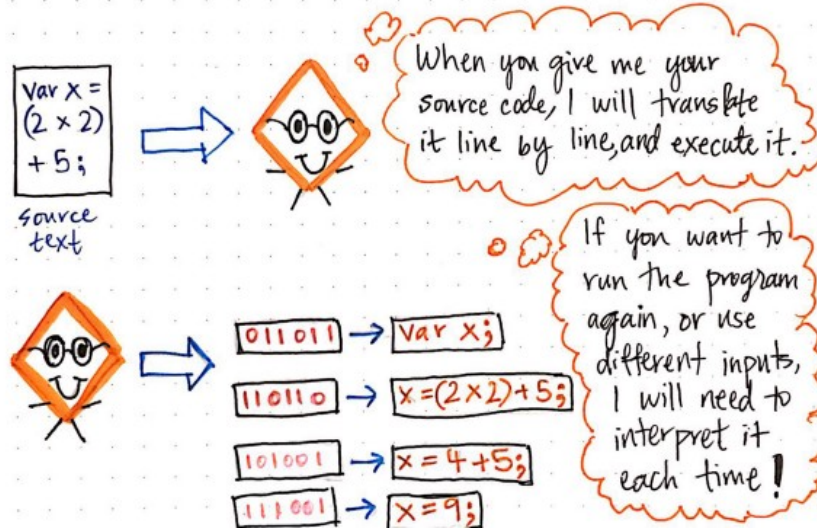 var x =
(2 x 2)
+ 5;
source
text
When you give me your
source code, I will translate
it line by line, and execute it.
If you want to
run the program
again, or use
different inputs,
I will need to
interpret it
each time!
011011 → var x;
110110 → x=(2x2)+5;
101001 → x = 4+5;
111001 → x = 9;